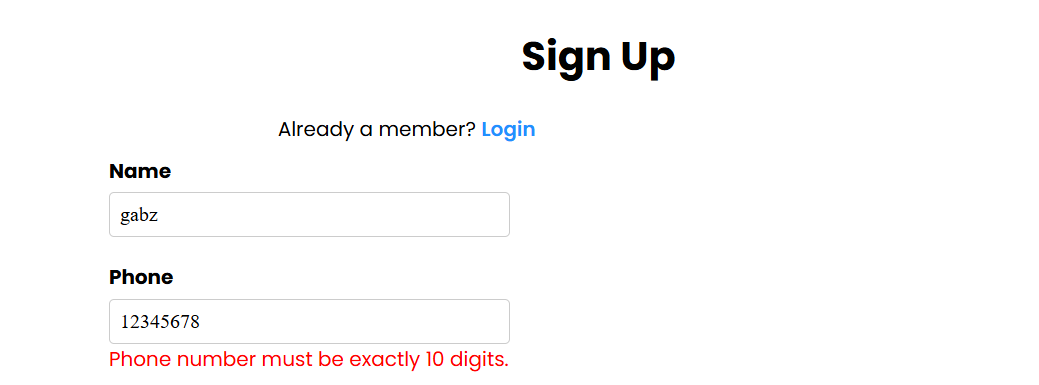 Sign Up
Already a member? Login
Name
gabz
Phone
12345678
Phone number must be exactly 10 digits.